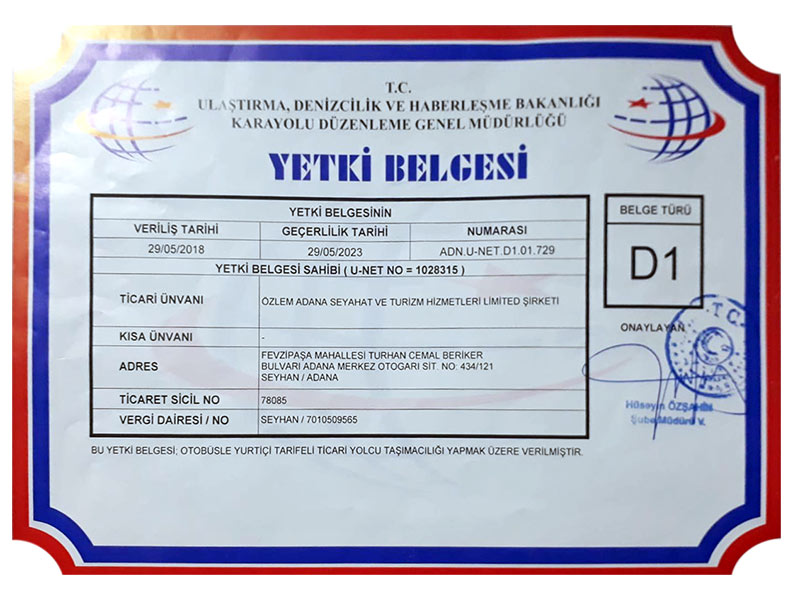 T.C.
ULAŞTIRMA, DENİZCİLİK VE HABERLEŞME BAKANLIĞI
KARAYOLU DÜZENLEME GENEL MÜDÜRLÜĞÜ
YETKİ BELGESİ
YETKİ BELGESİNİN
VERİLİŞ TARİHİ GEÇERLİLİK TARİHİ NUMARASI
29/05/2018 29/05/2023 ADN.U-NET.D1.01.729
YETKİ BELGESİ SAHİBİ ( U-NET NO = 1028315 )
TİCARİ ÜNVANI ÖZLEM ADANA SEYAHAT VE TURİZM HİZMETLERİ LİMİTED ŞİRKETİ
KISA ÜNVANI -
ADRES FEVZİPAŞA MAHALLESİ TURHAN CEMAL BERİKER
BULVARI ADANA MERKEZ OTOGARI SİT. NO: 434/121
SEYHAN / ADANA
TİCARET SİCİL NO 78085
VERGİ DAİRESİ / NO SEYHAN / 7010509565
BU YETKİ BELGESİ; OTOBÜSLE YURTİÇİ TARİFELİ TİCARİ YOLCU TAŞIMACILIĞI YAPMAK ÜZERE VERİLMİŞTİR.
BELGE TÜRÜ
D1
ONAYLAYAN
T.C.
Hüseyin ÖZŞAHİN
Şube Müdürü V.